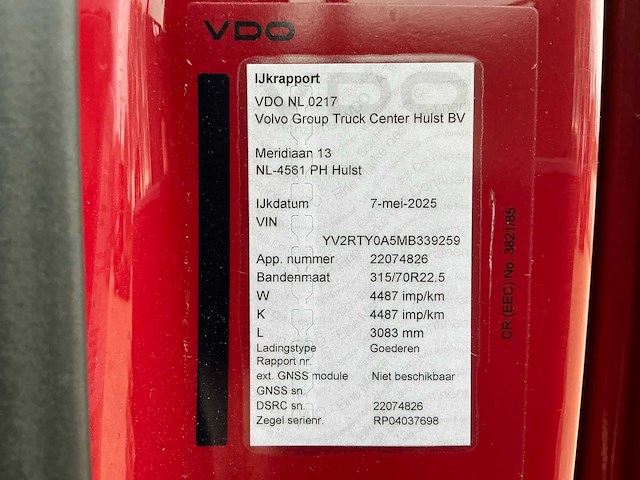 VDO
IJkrapport
VDO NL 0217
Volvo Group Truck Center Hulst BV
Meridiaan 13
NL-4561 PH Hulst
IJkdatum 7-mei-2025
VIN
YV2RTY0A5MB339259
App. nummer 22074826
Bandenmaat 315/70R22.5
W 4487 imp/km
K 4487 imp/km
L 3083 mm
Ladingstype Goederen
Rapport nr.
ext. GNSS module Niet beschikbaar
GNSS sn.
DSRC sn. 22074826
Zegel serienr. RP04037698
CR (EEC) No. 3821/85